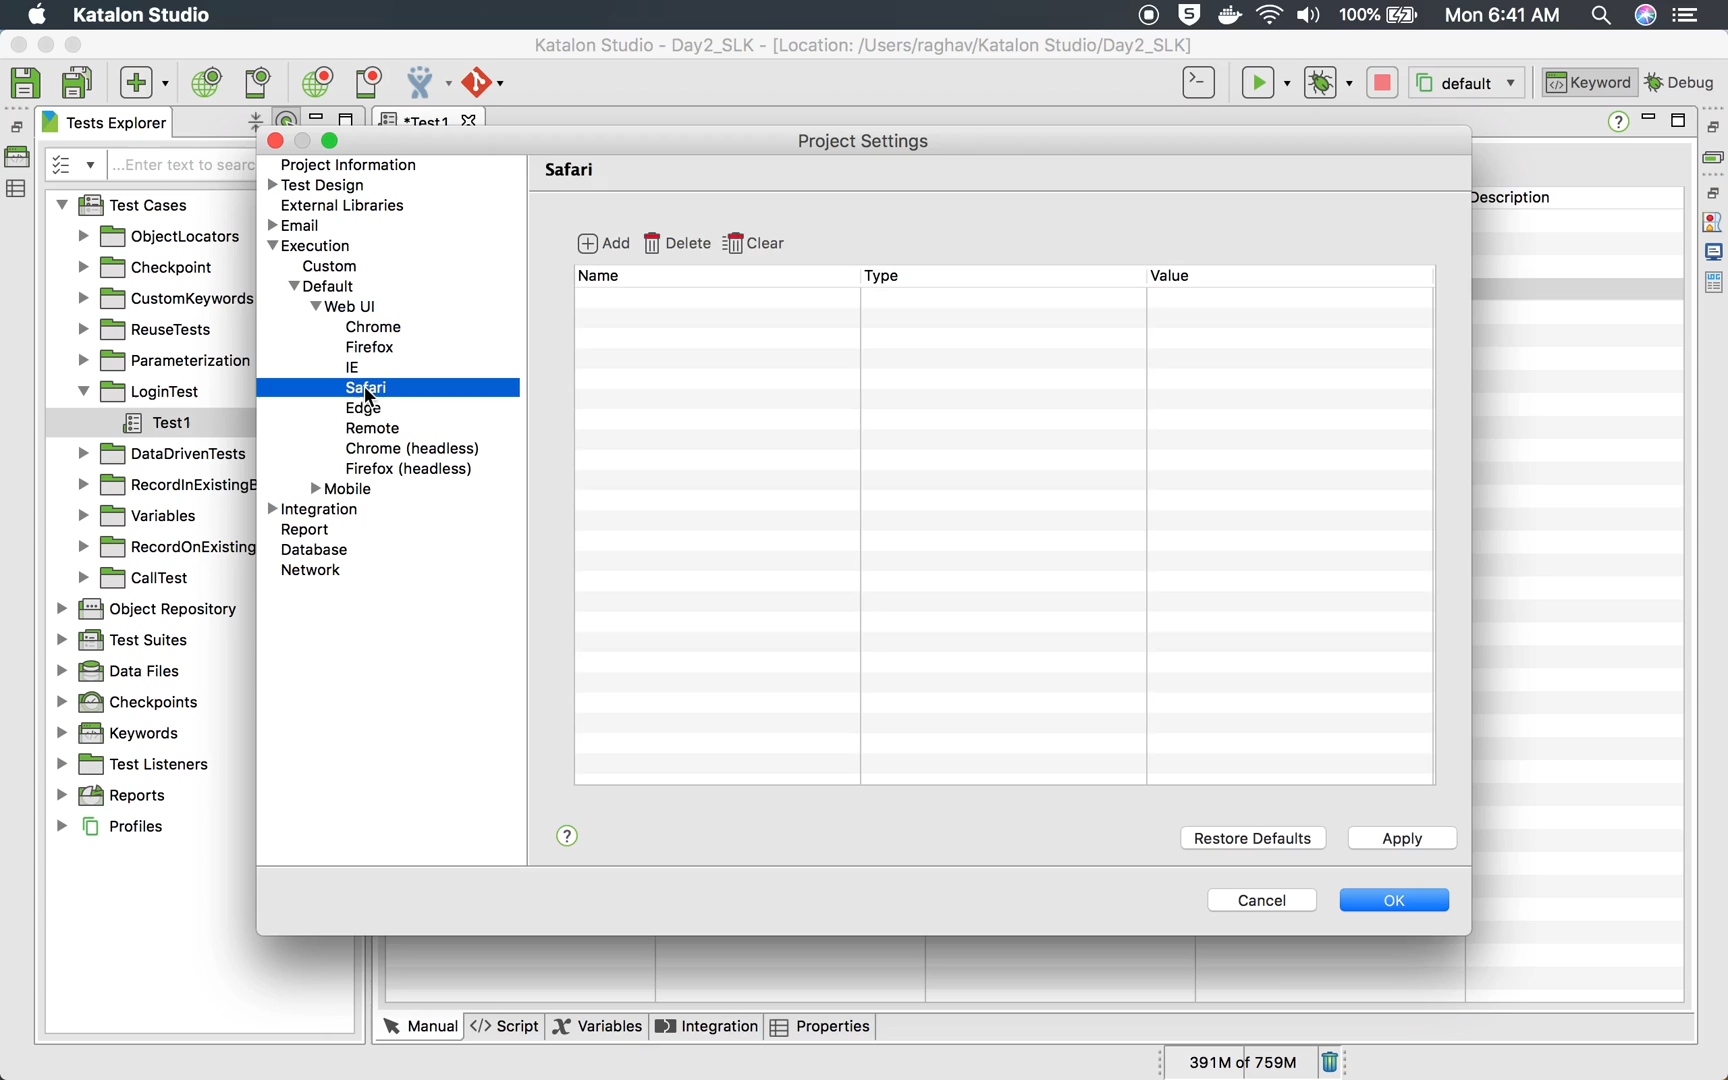 Katalon Studio
100%
Mon 6:41 AM
Katalon Studio - Day2_SLK - [Location: /Users/raghav/Katalon Studio/Day2_SLK]
default
Keyword
Debug
Tests Explorer
*Test1
Project Settings
...Enter text to searc
Test Cases
ObjectLocators
Checkpoint
CustomKeywords
ReuseTests
Parameterization
LoginTest
Test1
DataDrivenTests
RecordInExistingB
Variables
RecordOnExisting
CallTest
Object Repository
Test Suites
Data Files
Checkpoints
Keywords
Test Listeners
Reports
Profiles
Project Information
Test Design
External Libraries
Email
Execution
Custom
Default
Web UI
Chrome
Firefox
IE
Safari
Edge
Remote
Chrome (headless)
Firefox (headless)
Mobile
Integration
Report
Database
Network
Safari
Add
Delete
Clear
Name
Type
Value
Description
?
?
Restore Defaults
Apply
Cancel
OK
Manual
</> Script
Variables
Integration
Properties
391M of 759M